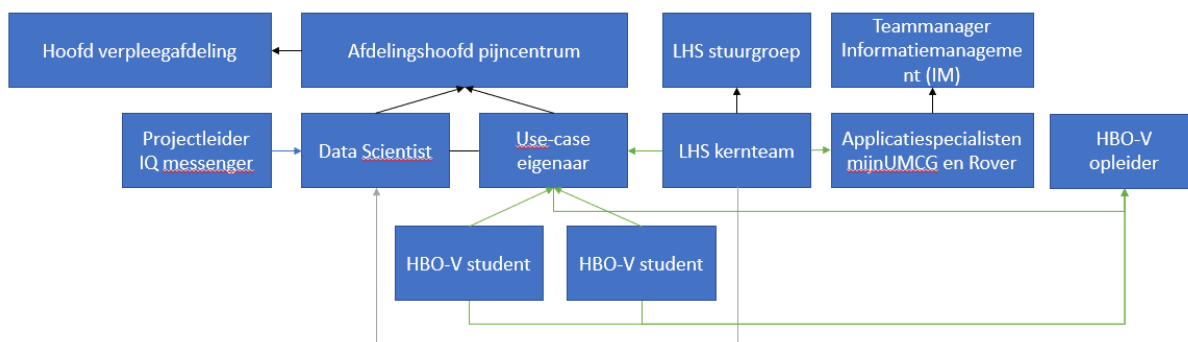 Hoofd verpleegafdeling
Afdelingshoofd pijncentrum
LHS stuurgroep
Teammanager
Informatiemanageme
nt (IM)
Projectleider
IQ messenger
Data Scientist
Use-case
eigenaar
LHS kernteam
Applicatiespecialisten
mijnUMCG en Rover
HBO-V
opleider
HBO-V student
HBO-V student